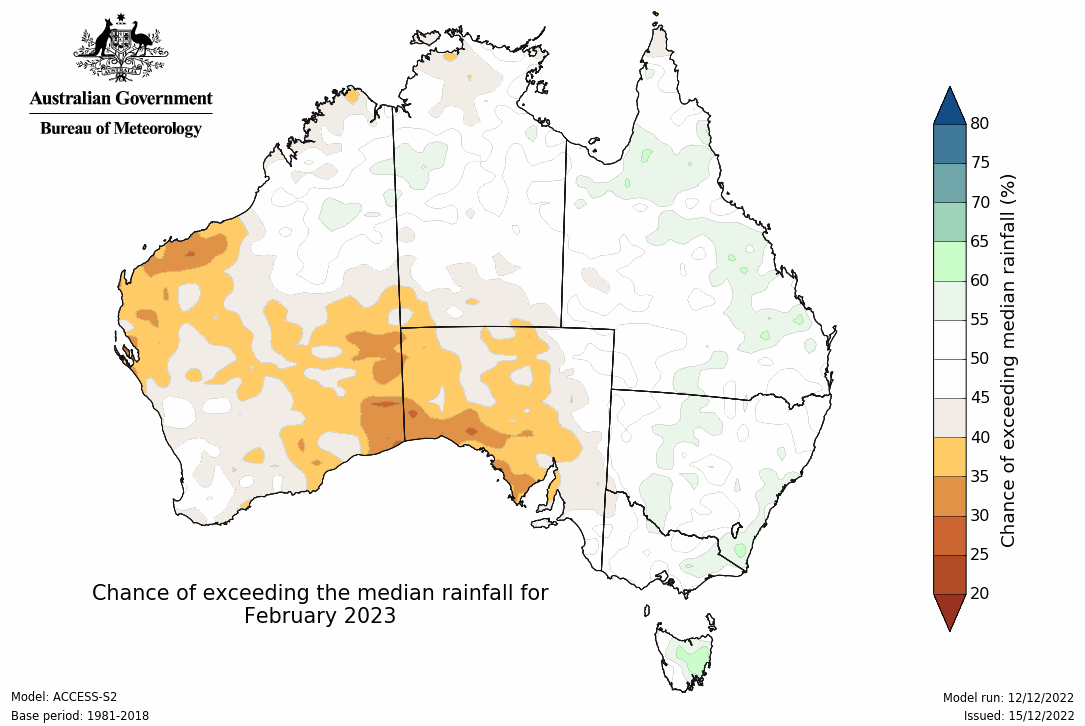 Australian Government
Bureau of Meteorology
80
75
70
65
60
55
50
45
40
35
30
25
20
Chance of exceeding median rainfall (%)
Chance of exceeding the median rainfall for
February 2023
Model: ACCESS-S2
Base period: 1981-2018
Model run: 12/12/2022
Issued: 15/12/2022